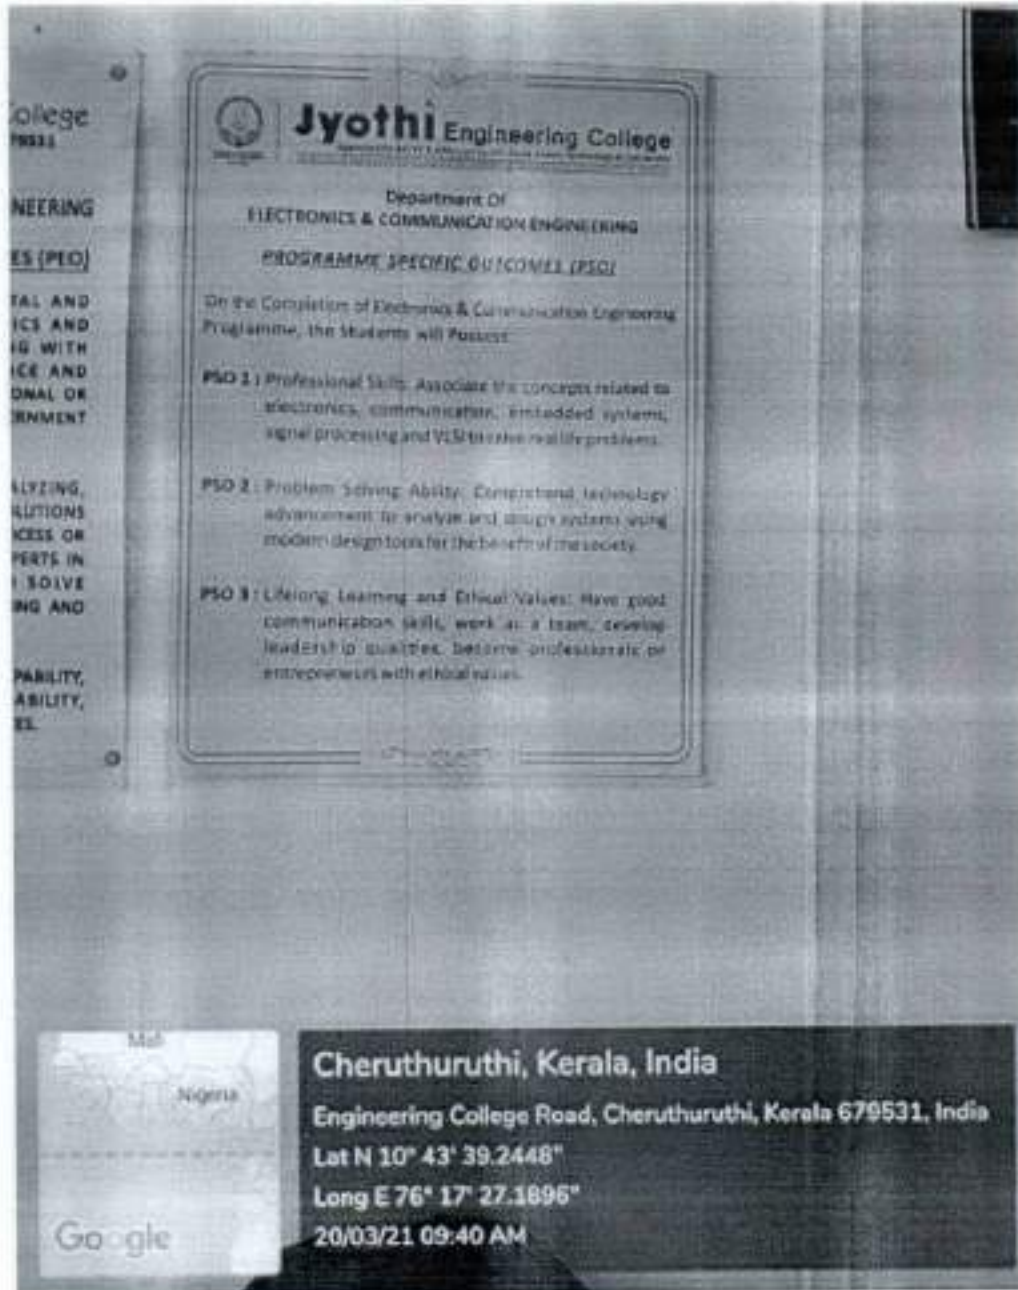 ollege
79531
NEERING
ES (PEO)
TAL AND
ICS AND
G WITH
ICE AND
ONAL OR
ERNMENT
ALYZING,
LUTIONS
OCESS OR
PERTS IN
SOLVE
ING AND
PABILITY,
ABILITY,
ES.
Jyothi Engineering College
Department Of
ELECTRONICS & COMMUNICATION ENGINEERING
PROGRAMME SPECIFIC OUTCOMES (PSO)
On the Completion of Electronics & Communication Engineering
Programme, the Students will Possess
PSO 1 : Professional Skills: Associate the concepts related to
electronics, communication, embedded systems,
signal processing and VLSI to solve real life problems.
PSO 2 : Problem Solving Ability: Comprehend technology
advancement to analyze and design systems using
modern design tools for the benefit of the society.
PSO 3 : Lifelong Learning and Ethical Values: Have good
communication skills, work as a team, develop
leadership qualities, become professionals or
entrepreneurs with ethical values.
Mali
Nigeria
Google
Cheruthuruthi, Kerala, India
Engineering College Road, Cheruthuruthi, Kerala 679531, India
Lat N 10° 43' 39.2448"
Long E 76° 17' 27.1896"
20/03/21 09:40 AM